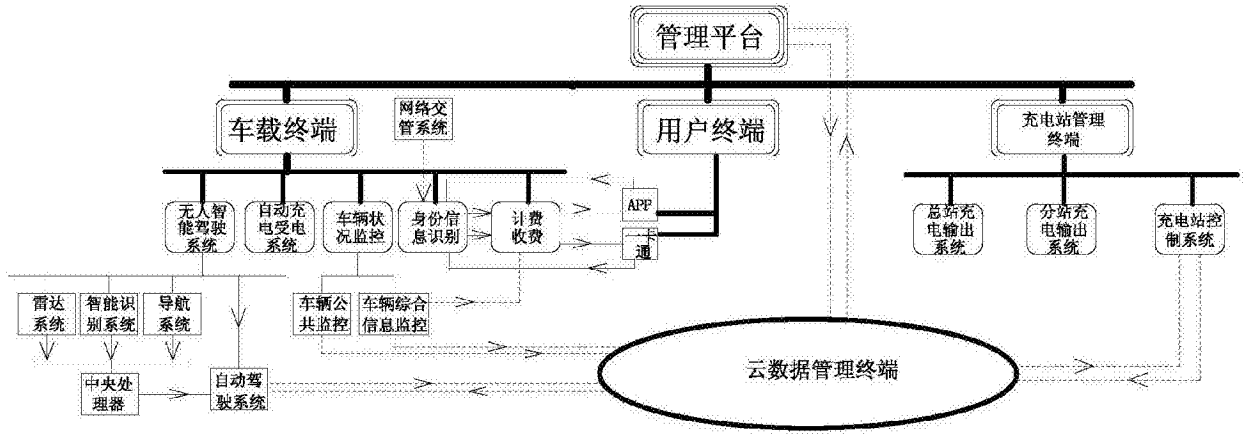 管理平台
车载终端
网络交
管系统
用户终端
充电站管理
终端
无人智
能驾驶
系统
自动充
电受电
系统
车辆状
况监控
身份信
息识别
计费
收费
APP
一卡
通
总站充
电输出
系统
分站充
电输出
系统
充电站控
制系统
雷达
系统
智能识
别系统
导航
系统
车辆公
共监控
车辆综合
信息监控
中央处
理器
自动驾
驶系统
云数据管理终端